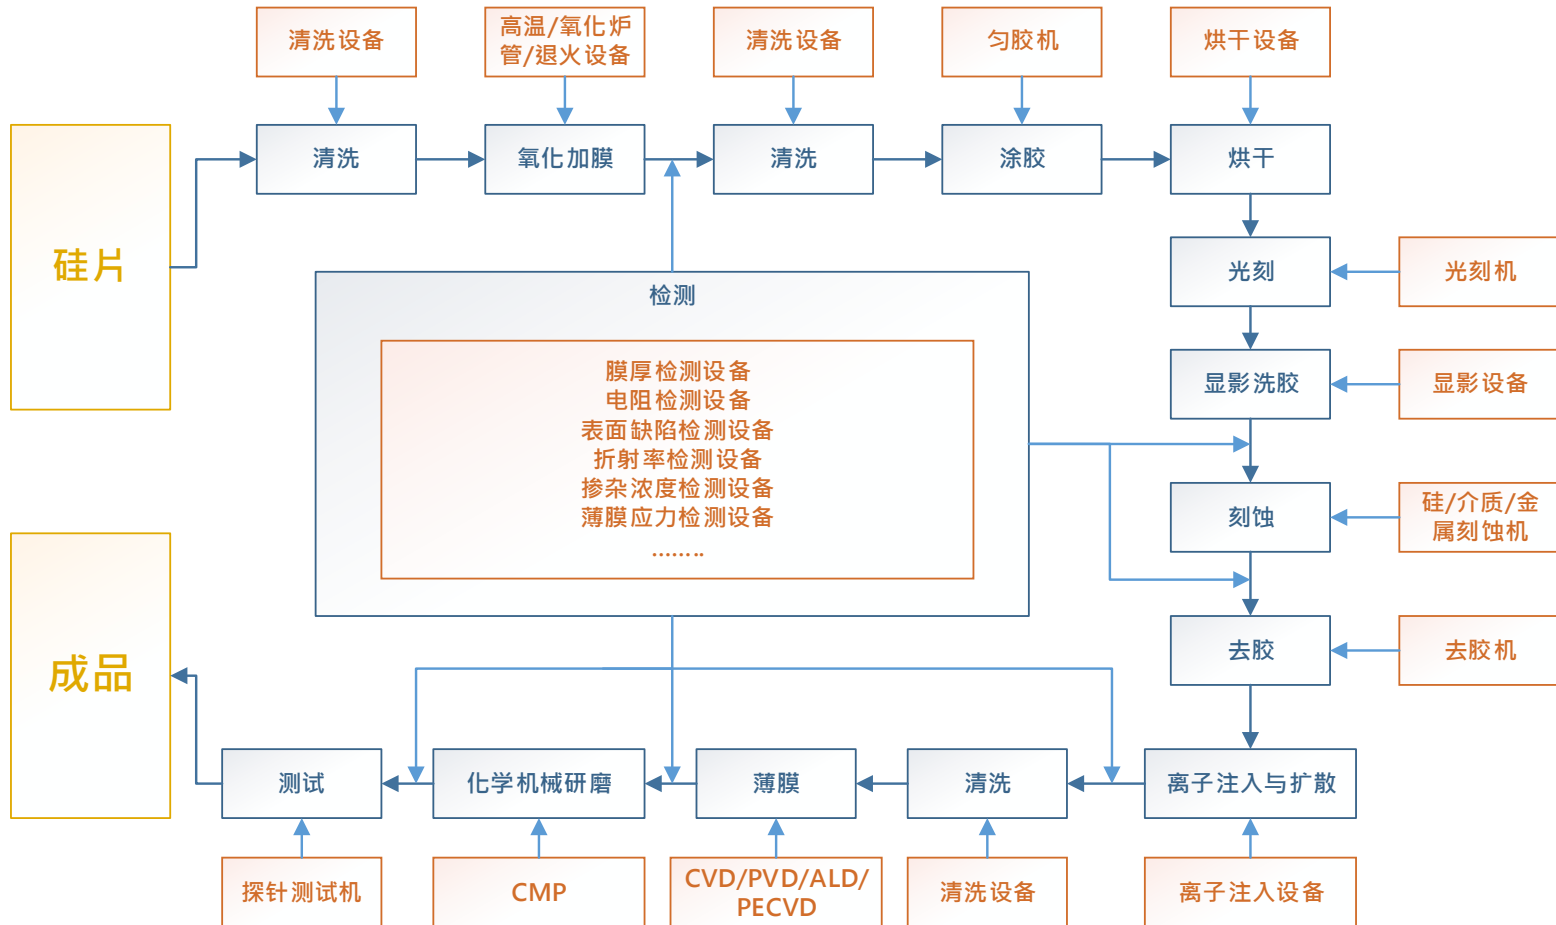 清洗设备
高温/氧化炉
管/退火设备
清洗设备
匀胶机
烘干设备
硅片
清洗
氧化加膜
清洗
涂胶
烘干
光刻
光刻机
检测
膜厚检测设备
电阻检测设备
表面缺陷检测设备
折射率检测设备
掺杂浓度检测设备
薄膜应力检测设备
........
显影洗胶
显影设备
刻蚀
硅/介质/金
属刻蚀机
成品
去胶
去胶机
测试
化学机械研磨
薄膜
清洗
离子注入与扩散
探针测试机
CMP
CVD/PVD/ALD/
PECVD
清洗设备
离子注入设备